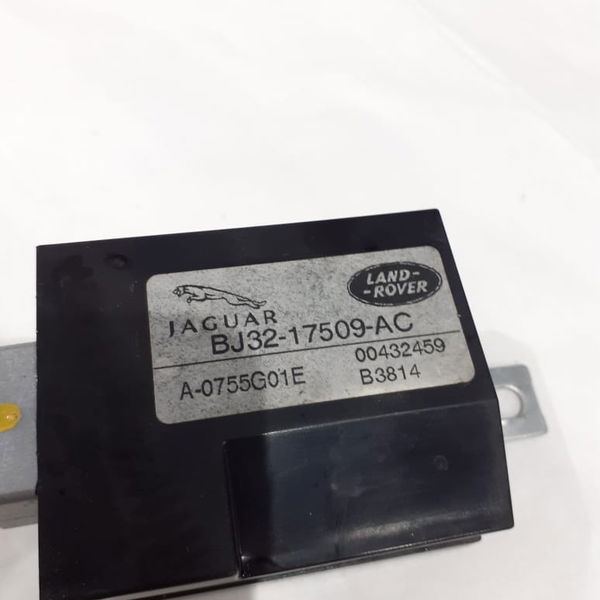 LAND-
-ROVER
JAGUAR
BJ32-17509-AC
A-0755G01E
00432459
B3814